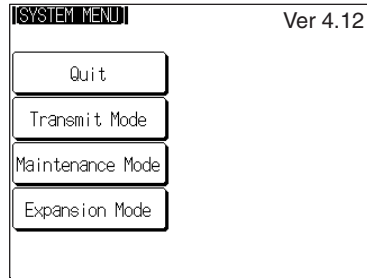 [SYSTEM MENU]
Ver 4.12
Quit
Transmit Mode
Maintenance Mode
Expansion Mode